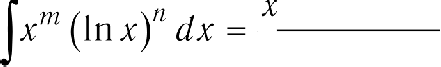 ∫x^m (ln x)^n dx = x